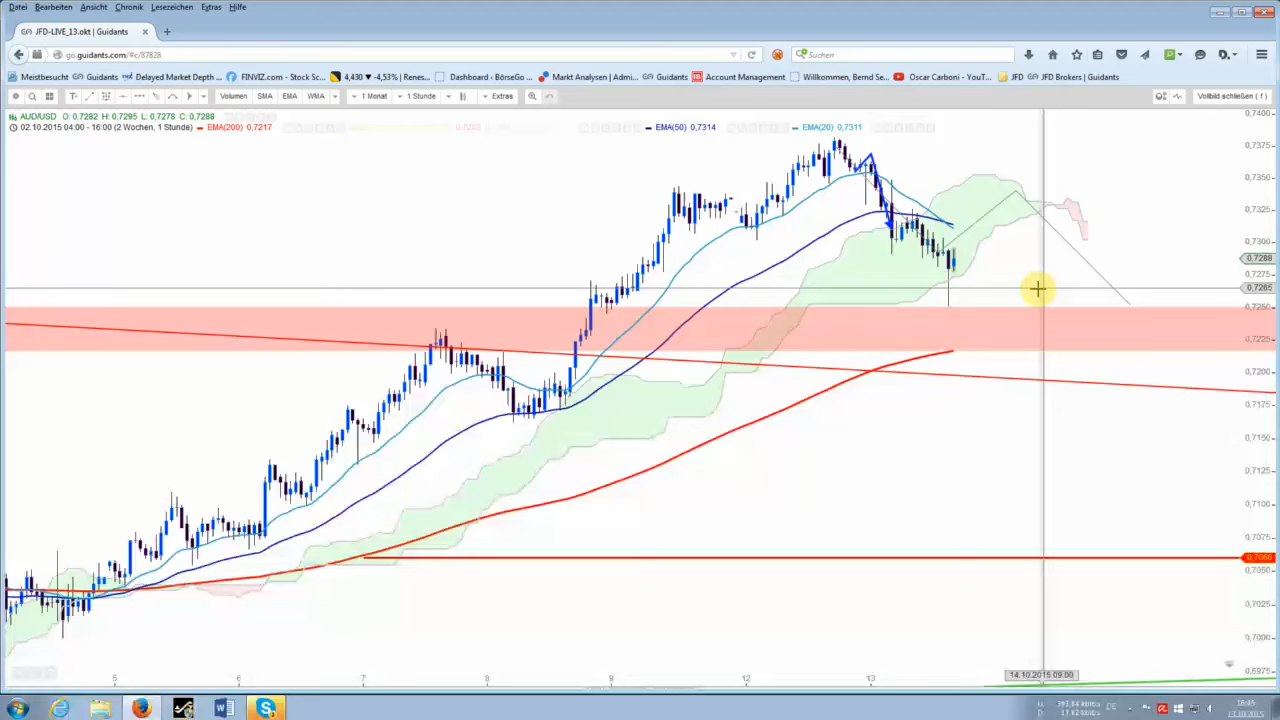 Datei Bearbeiten Ansicht Chronik Lesezeichen Extras Hilfe
JFD-LIVE_13.okt | Guidants
go.guidants.com/#c/87828
Suchen
Meistbesucht Guidants Delayed Market Depth ... FINVIZ.com - Stock Scr... 4,430 -4,53% | Renes... Dashboard - BörseGo ... Markt Analysen | Admi... Guidants Account Management Willkommen, Bernd Se... Oscar Carboni - YouT... JFD JFD Brokers | Guidants
Volumen SMA EMA WMA 1 Monat 1 Stunde Extras Vollbild schließen ( f )
AUD/USD O: 0,7282 H: 0,7295 L: 0,7278 C: 0,7288
02.10.2015 04:00 - 16:00 (2 Wochen, 1 Stunde) EMA(200) 0,7217 EMA(50) 0,7314 EMA(20) 0,7311
0,7400
0,7375
0,7350
0,7325
0,7300
0,7288
0,7275
0,7265
0,7250
0,7225
0,7200
0,7175
0,7150
0,7125
0,7100
0,7075
0,7060
0,7050
0,7025
0,7000
0,6975
14.10.2015 09:00
5 6 7 8 9 12 13
DE
13.10.2015